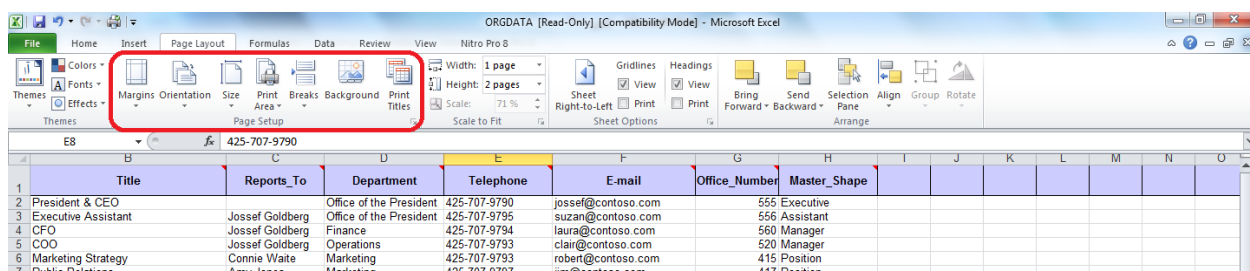 ORGDATA [Read-Only] [Compatibility Mode] - Microsoft Excel
File Home Insert Page Layout Formulas Data Review View Nitro Pro 8
Colors Width: 1 page Gridlines Headings
Fonts Height: 2 pages View View
Themes Effects Margins Orientation Size Print Area Breaks Background Print Titles Scale: 71 % Sheet Right-to-Left Print Print Bring Forward Send Backward Selection Pane Align Group Rotate
Themes Page Setup Scale to Fit Sheet Options Arrange
E8 fx 425-707-9790
B C D E F G H I J K L M N O
1 Title Reports_To Department Telephone E-mail Office_Number Master_Shape
2 President & CEO Office of the President 425-707-9790 jossef@contoso.com 555 Executive
3 Executive Assistant Jossef Goldberg Office of the President 425-707-9795 suzan@contoso.com 556 Assistant
4 CFO Jossef Goldberg Finance 425-707-9794 laura@contoso.com 560 Manager
5 COO Jossef Goldberg Operations 425-707-9793 clair@contoso.com 520 Manager
6 Marketing Strategy Connie Waite Marketing 425-707-9793 robert@contoso.com 415 Position